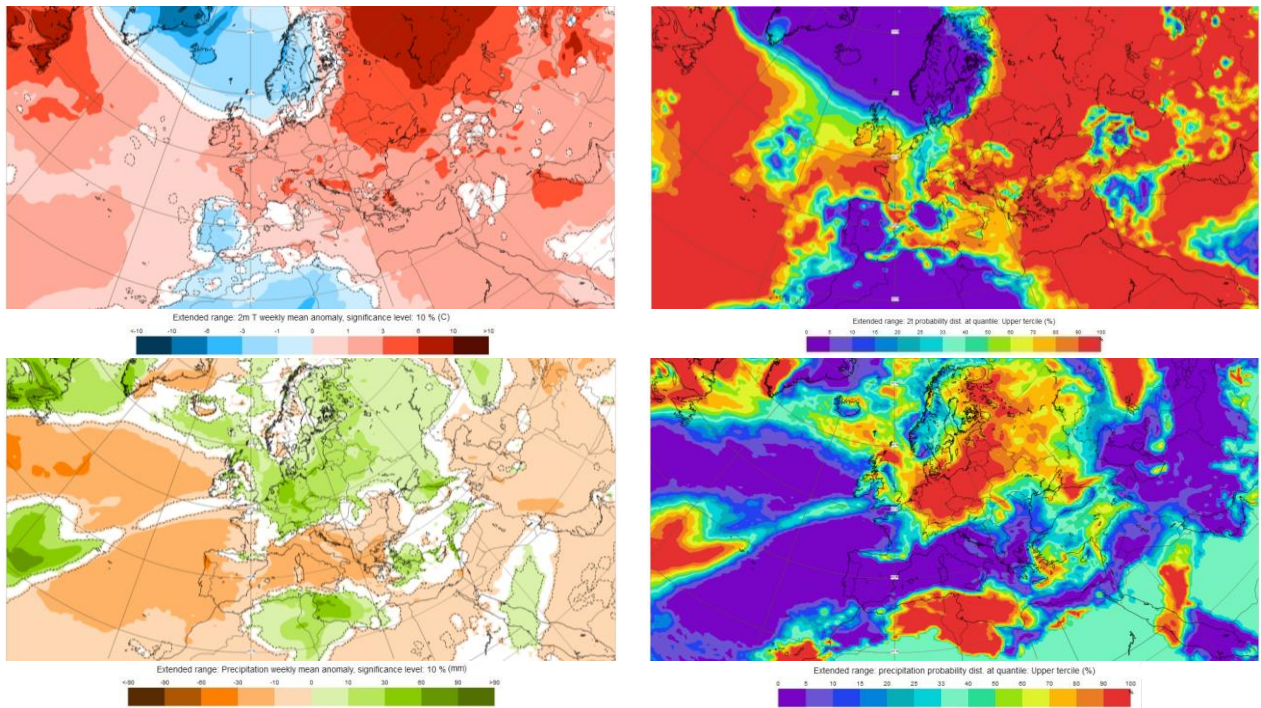 Extended range: 2m T weekly mean anomaly, significance level: 10 % (C)
<-10 -10 -6 -3 -1 0 1 3 6 10 >10
Extended range: 2t probability dist. at quantile: Upper tercile (%)
0 5 10 15 20 25 33 40 50 60 70 80 90 100
%
Extended range: Precipitation weekly mean anomaly, significance level: 10 % (mm)
<-90 -90 -60 -30 -10 0 10 30 60 90 >90
Extended range: precipitation probability dist. at quantile: Upper tercile (%)
0 5 10 15 20 25 33 40 50 60 70 80 90 100
%